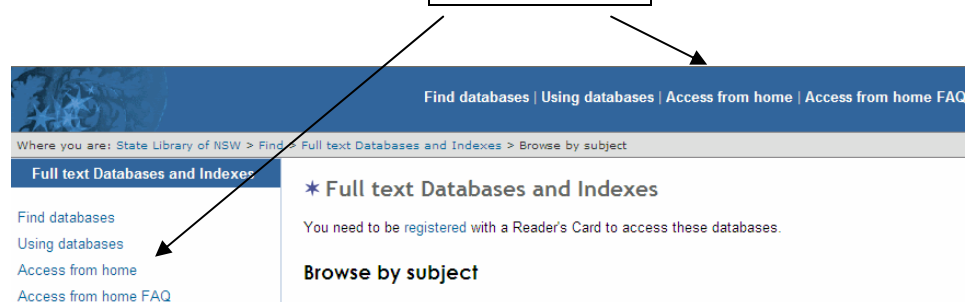 Find databases | Using databases | Access from home | Access from home FAQ
Where you are: State Library of NSW > Find > Full text Databases and Indexes > Browse by subject
Full text Databases and Indexes
Find databases
Using databases
Access from home
Access from home FAQ
Full text Databases and Indexes
You need to be registered with a Reader's Card to access these databases.
Browse by subject